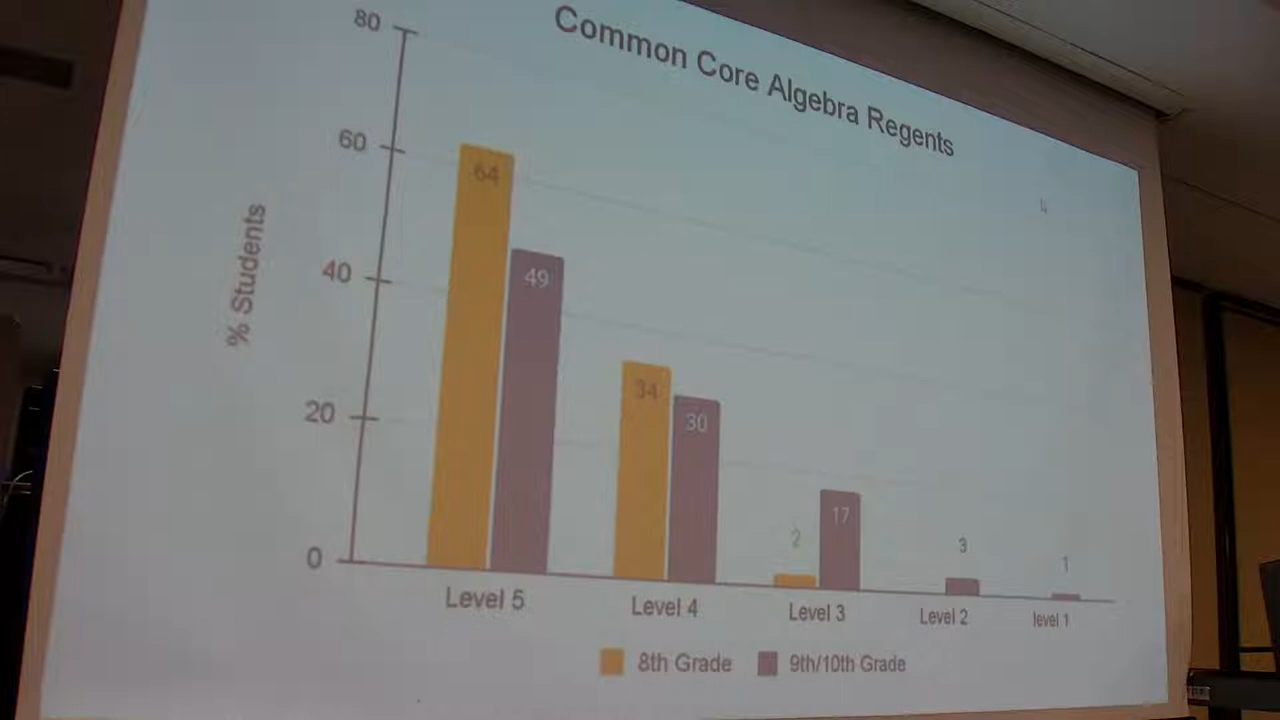 Common Core Algebra Regents
% Students
80
60
40
20
0
64
49
34
30
2
17
3
1
Level 5
Level 4
Level 3
Level 2
level 1
8th Grade
9th/10th Grade